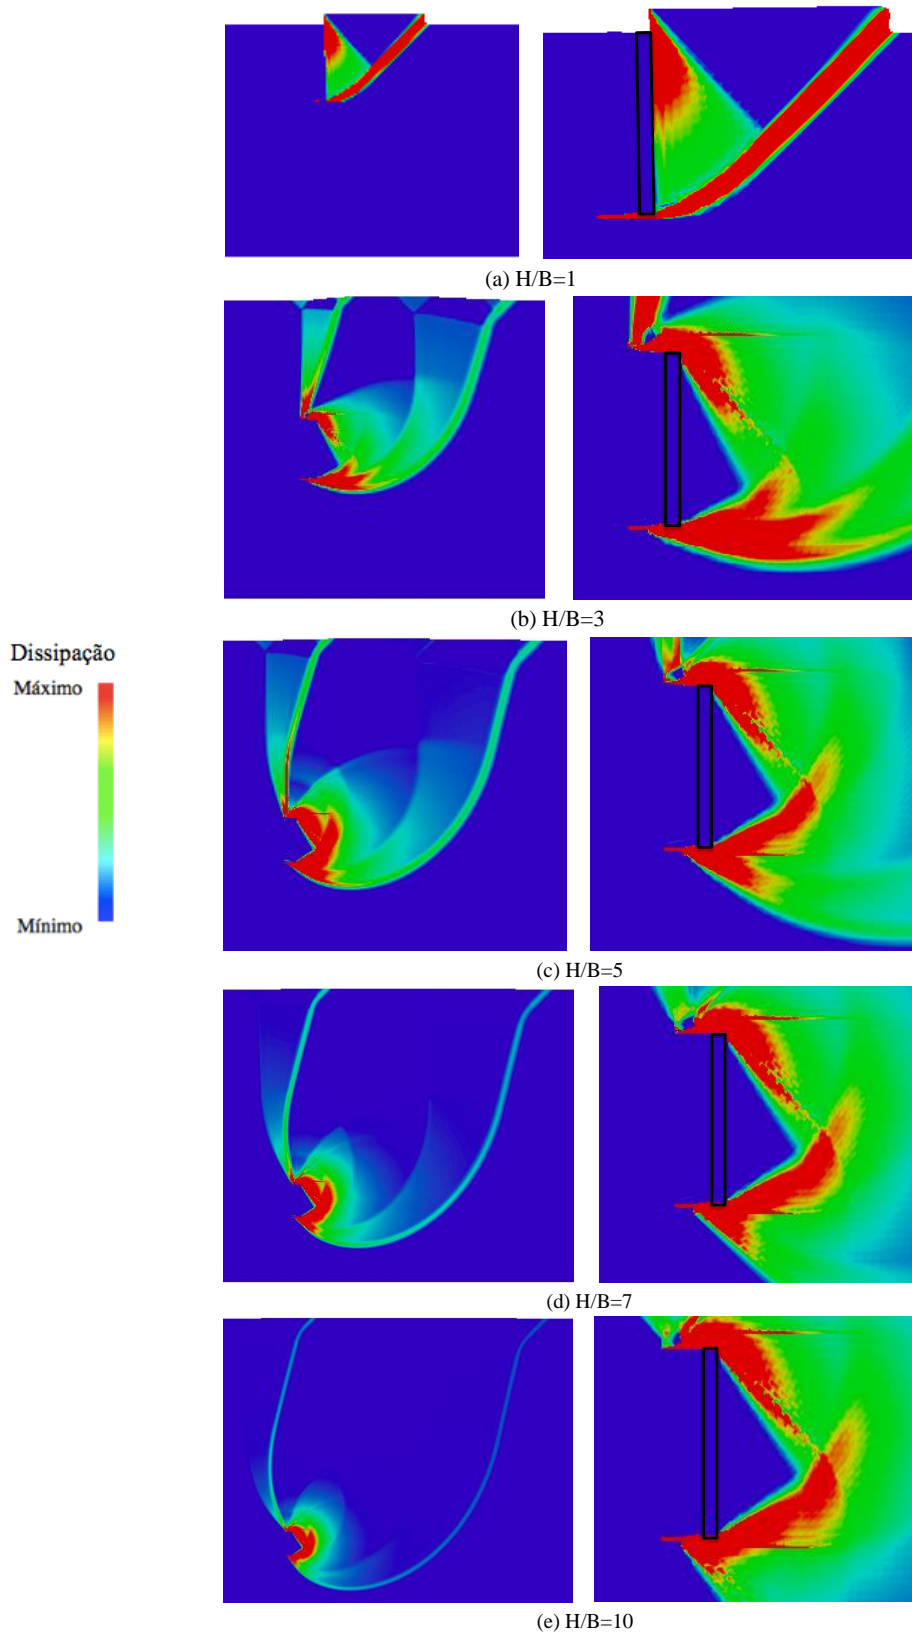 (a) H/B=1
(b) H/B=3
Dissipação
Máximo
Mínimo
(c) H/B=5
(d) H/B=7
(e) H/B=10